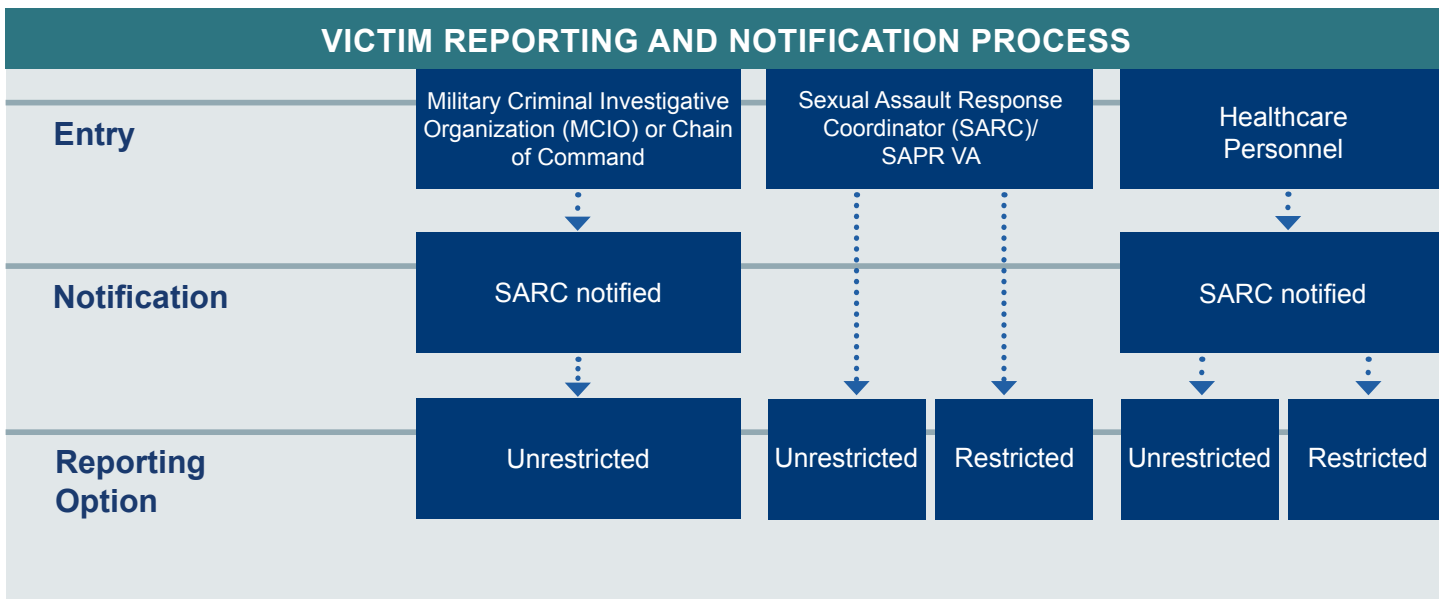 VICTIM REPORTING AND NOTIFICATION PROCESS
Entry
Military Criminal Investigative
Organization (MCIO) or Chain
of Command
Sexual Assault Response
Coordinator (SARC)/
SAPR VA
Healthcare
Personnel
Notification
SARC notified
SARC notified
Reporting
Option
Unrestricted
Unrestricted
Restricted
Unrestricted
Restricted